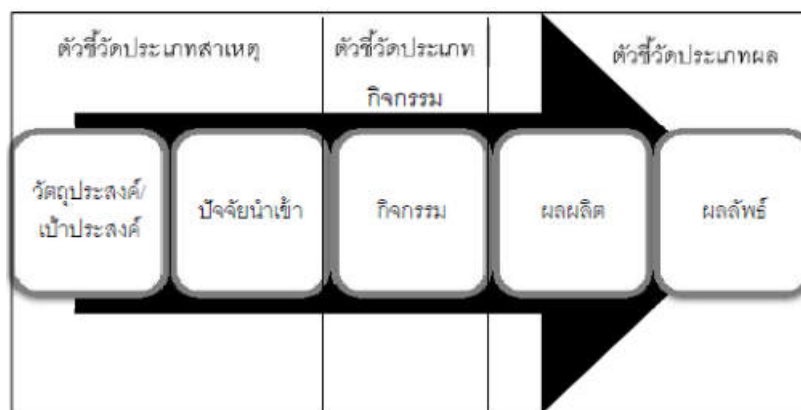 ตัวชี้วัดประเภทสาเหตุ
ตัวชี้วัดประเภท
กิจกรรม
ตัวชี้วัดประเภทผล
วัตถุประสงค์/
เป้าประสงค์
ปัจจัยนำเข้า
กิจกรรม
ผลผลิต
ผลลัพธ์